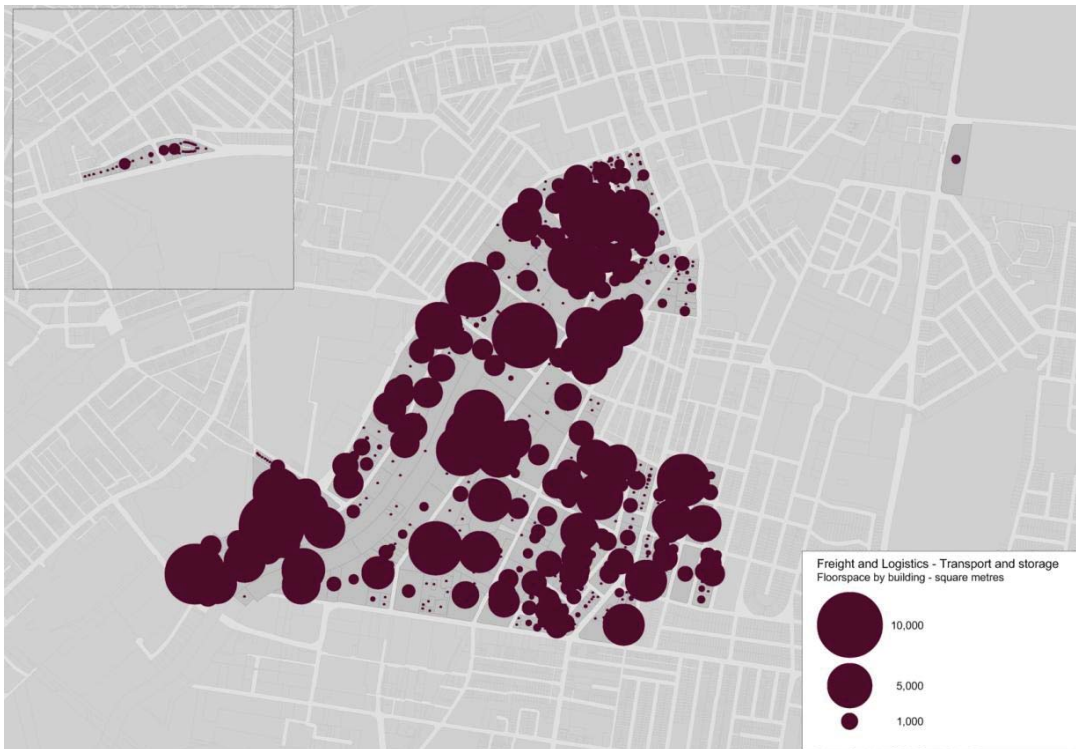 Freight and Logistics - Transport and storage
Floorspace by building - square metres
10,000
5,000
1,000